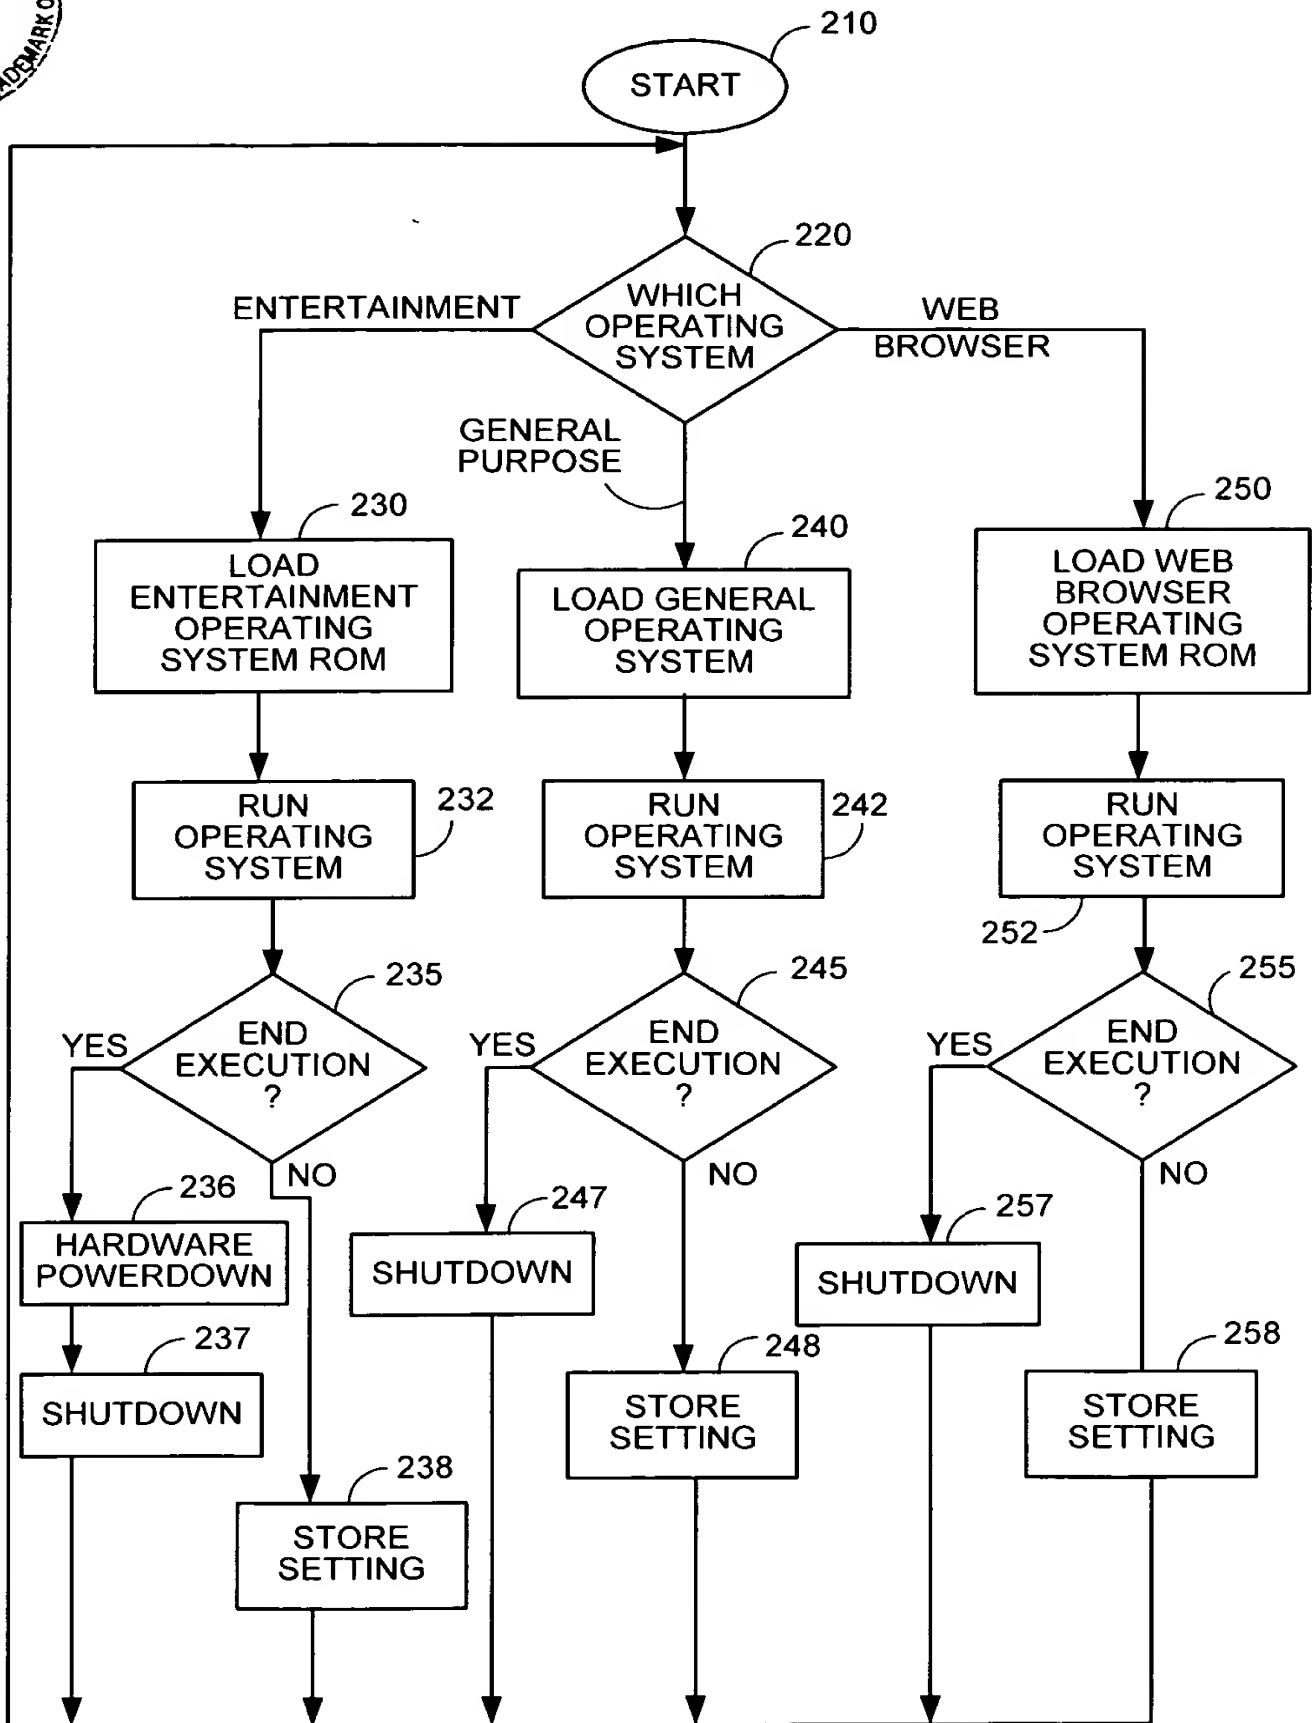 210
START
220
WHICH
OPERATING
SYSTEM
ENTERTAINMENT
WEB
BROWSER
GENERAL
PURPOSE
230
LOAD
ENTERTAINMENT
OPERATING
SYSTEM ROM
240
LOAD GENERAL
OPERATING
SYSTEM
250
LOAD WEB
BROWSER
OPERATING
SYSTEM ROM
RUN
OPERATING
SYSTEM
232
RUN
OPERATING
SYSTEM
242
RUN
OPERATING
SYSTEM
252
235
END
EXECUTION
?
YES
NO
245
END
EXECUTION
?
YES
NO
255
END
EXECUTION
?
YES
NO
236
HARDWARE
POWERDOWN
237
SHUTDOWN
238
STORE
SETTING
247
SHUTDOWN
248
STORE
SETTING
257
SHUTDOWN
258
STORE
SETTING